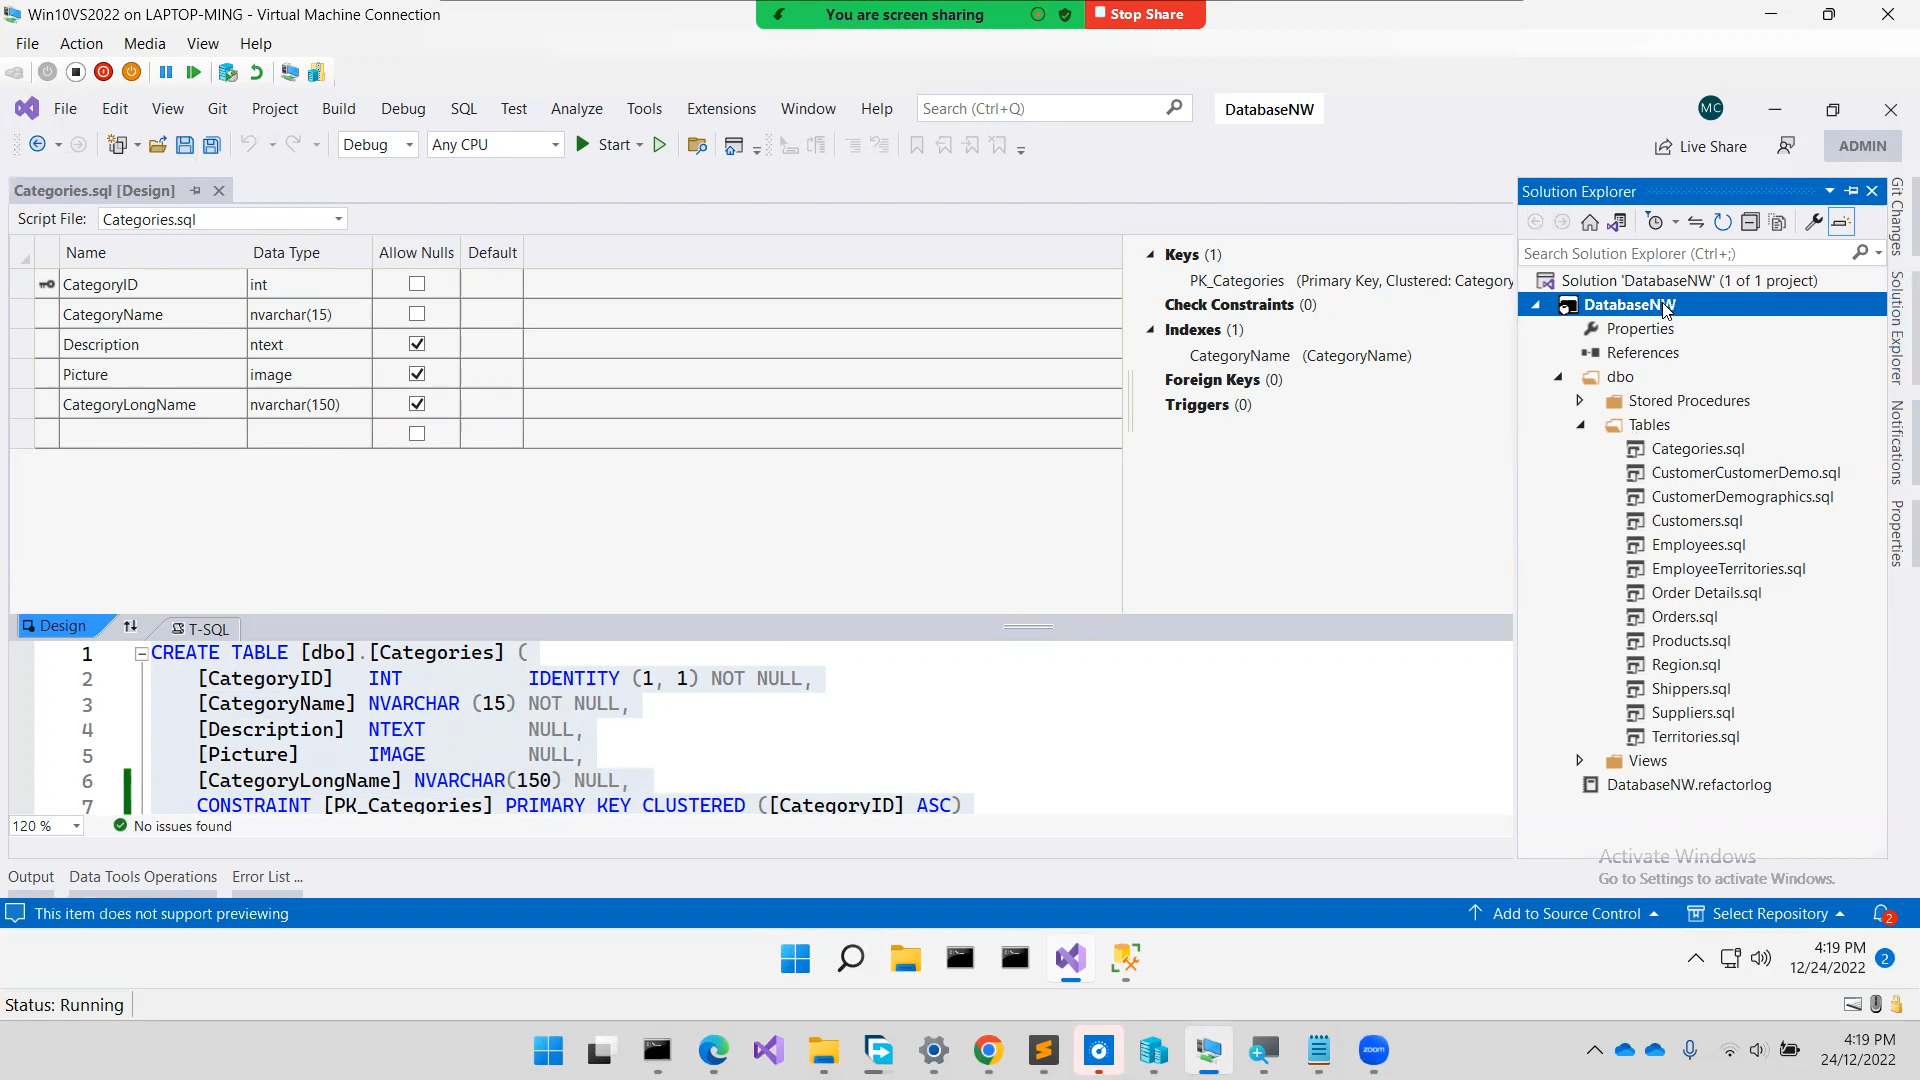 Win10VS2022 on LAPTOP-MING - Virtual Machine Connection
You are screen sharing
Stop Share
File Action Media View Help
File Edit View Git Project Build Debug SQL Test Analyze Tools Extensions Window Help
Search (Ctrl+Q)
DatabaseNW
MC
Debug
Any CPU
Start
Live Share
ADMIN
Categories.sql [Design]
Script File: Categories.sql
Name Data Type Allow Nulls Default
CategoryID int
CategoryName nvarchar(15)
Description ntext
Picture image
CategoryLongName nvarchar(150)
Keys (1)
PK_Categories (Primary Key, Clustered: Category
Check Constraints (0)
Indexes (1)
CategoryName (CategoryName)
Foreign Keys (0)
Triggers (0)
Design
T-SQL
1 CREATE TABLE [dbo].[Categories] (
2 [CategoryID] INT IDENTITY (1, 1) NOT NULL,
3 [CategoryName] NVARCHAR (15) NOT NULL,
4 [Description] NTEXT NULL,
5 [Picture] IMAGE NULL,
6 [CategoryLongName] NVARCHAR(150) NULL,
7 CONSTRAINT [PK_Categories] PRIMARY KEY CLUSTERED ([CategoryID] ASC)
120 %
No issues found
Output Data Tools Operations Error List ...
Solution Explorer
Search Solution Explorer (Ctrl+;)
Solution 'DatabaseNW' (1 of 1 project)
DatabaseNW
Properties
References
dbo
Stored Procedures
Tables
Categories.sql
CustomerCustomerDemo.sql
CustomerDemographics.sql
Customers.sql
Employees.sql
EmployeeTerritories.sql
Order Details.sql
Orders.sql
Products.sql
Region.sql
Shippers.sql
Suppliers.sql
Territories.sql
Views
DatabaseNW.refactorlog
Git Changes
Solution Explorer
Notifications
Properties
Activate Windows
Go to Settings to activate Windows.
This item does not support previewing
Add to Source Control
Select Repository
2
4:19 PM
12/24/2022
2
Status: Running
zoom
4:19 PM
24/12/2022